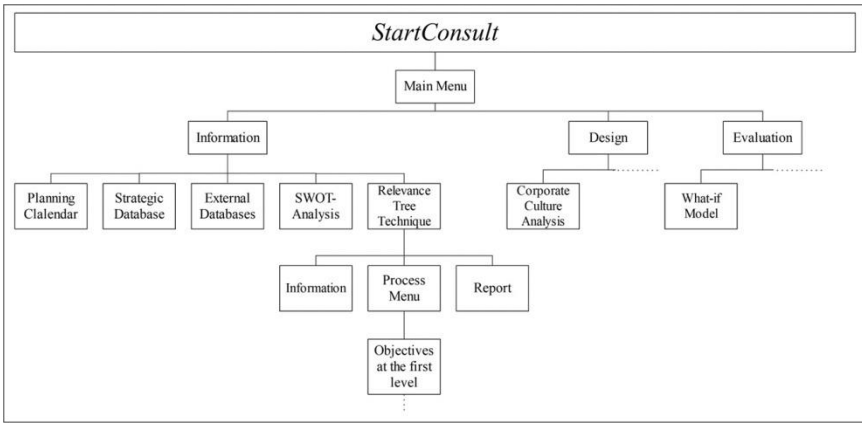 StartConsult
Main Menu
Information
Design
Evaluation
Planning
Clalendar
Strategic
Database
External
Databases
SWOT-
Analysis
Relevance
Tree
Technique
Corporate
Culture
Analysis
What-if
Model
Information
Process
Menu
Report
Objectives
at the first
level